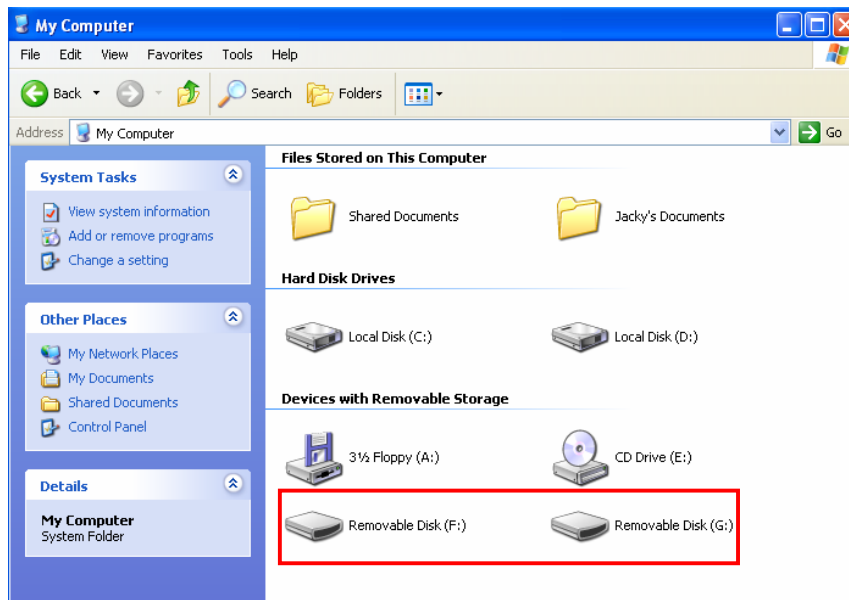 My Computer
File Edit View Favorites Tools Help
Back Search Folders
Address My Computer Go
System Tasks
View system information
Add or remove programs
Change a setting
Other Places
My Network Places
My Documents
Shared Documents
Control Panel
Details
My Computer
System Folder
Files Stored on This Computer
Shared Documents Jacky's Documents
Hard Disk Drives
Local Disk (C:) Local Disk (D:)
Devices with Removable Storage
3½ Floppy (A:) CD Drive (E:)
Removable Disk (F:) Removable Disk (G:)